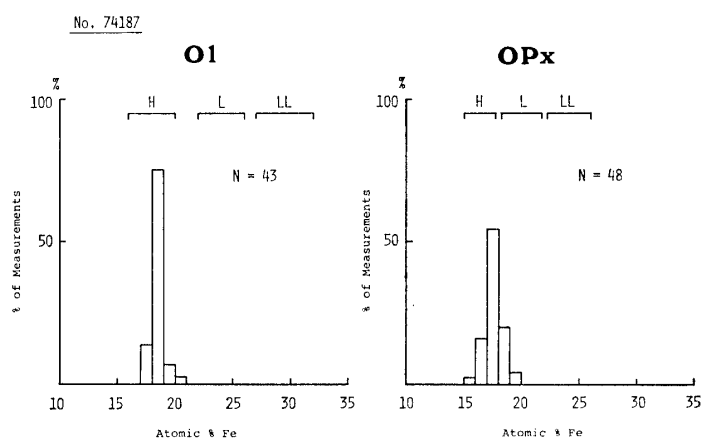 No. 74187
Ol OPx
% %
100 H L LL 100 H L LL
N = 43 N = 48
% of Measurements % of Measurements
50 50
10 15 20 25 30 35 10 15 20 25 30 35
Atomic % Fe Atomic % Fe